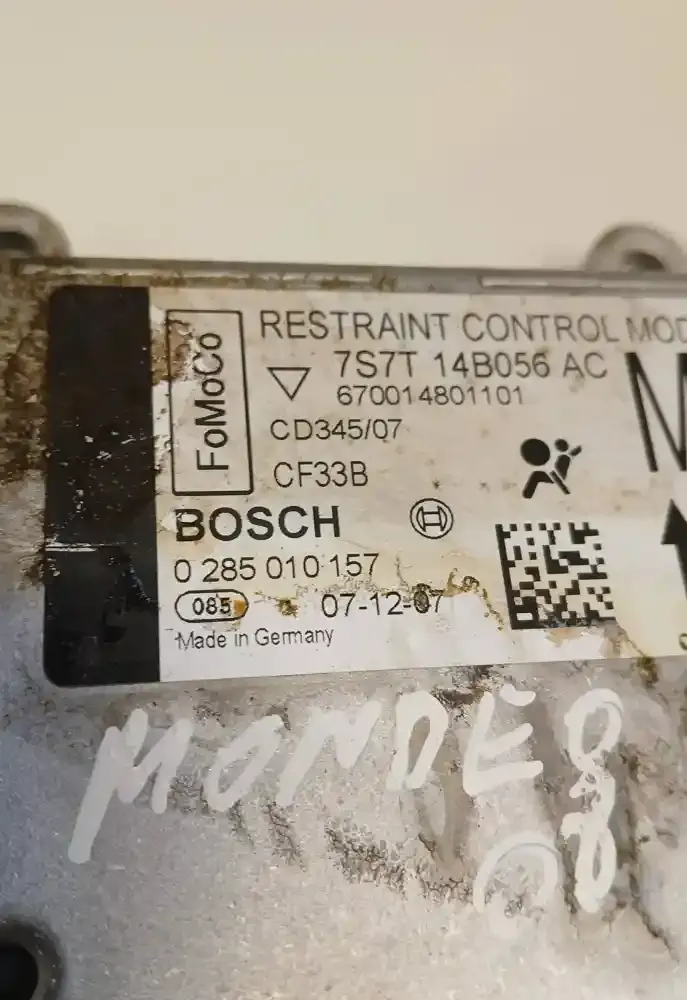 FoMoCo
RESTRAINT CONTROL MOD
7S7T 14B056 AC
670014801101
CD345/07
CF33B
M
BOSCH
0 285 010 157
085 07-12-07
Made in Germany
MONDEO
08